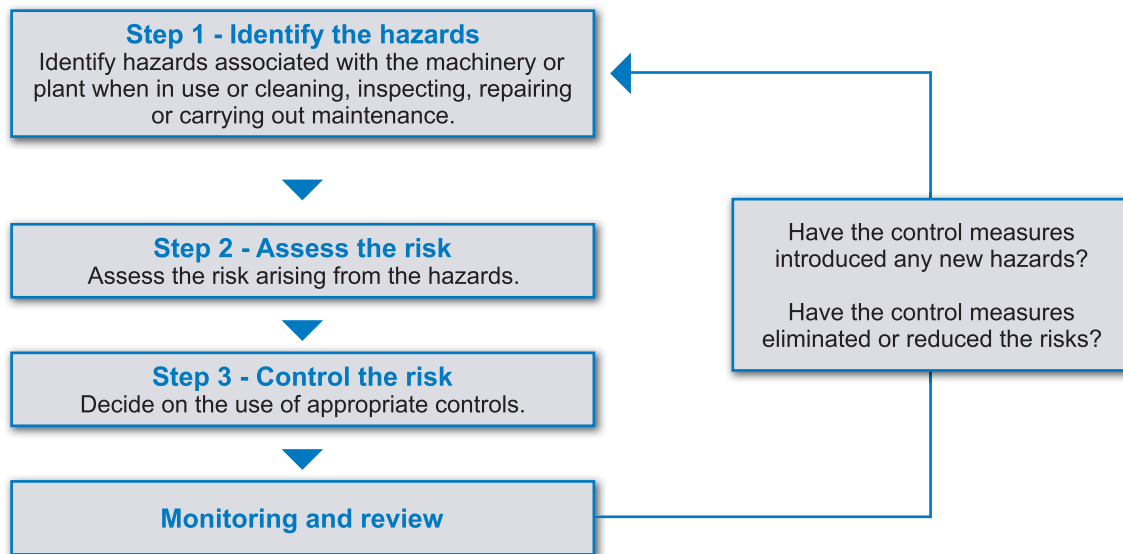 Step 1 - Identify the hazards
Identify hazards associated with the machinery or
plant when in use or cleaning, inspecting, repairing
or carrying out maintenance.
Step 2 - Assess the risk
Assess the risk arising from the hazards.
Step 3 - Control the risk
Decide on the use of appropriate controls.
Monitoring and review
Have the control measures
introduced any new hazards?
Have the control measures
eliminated or reduced the risks?